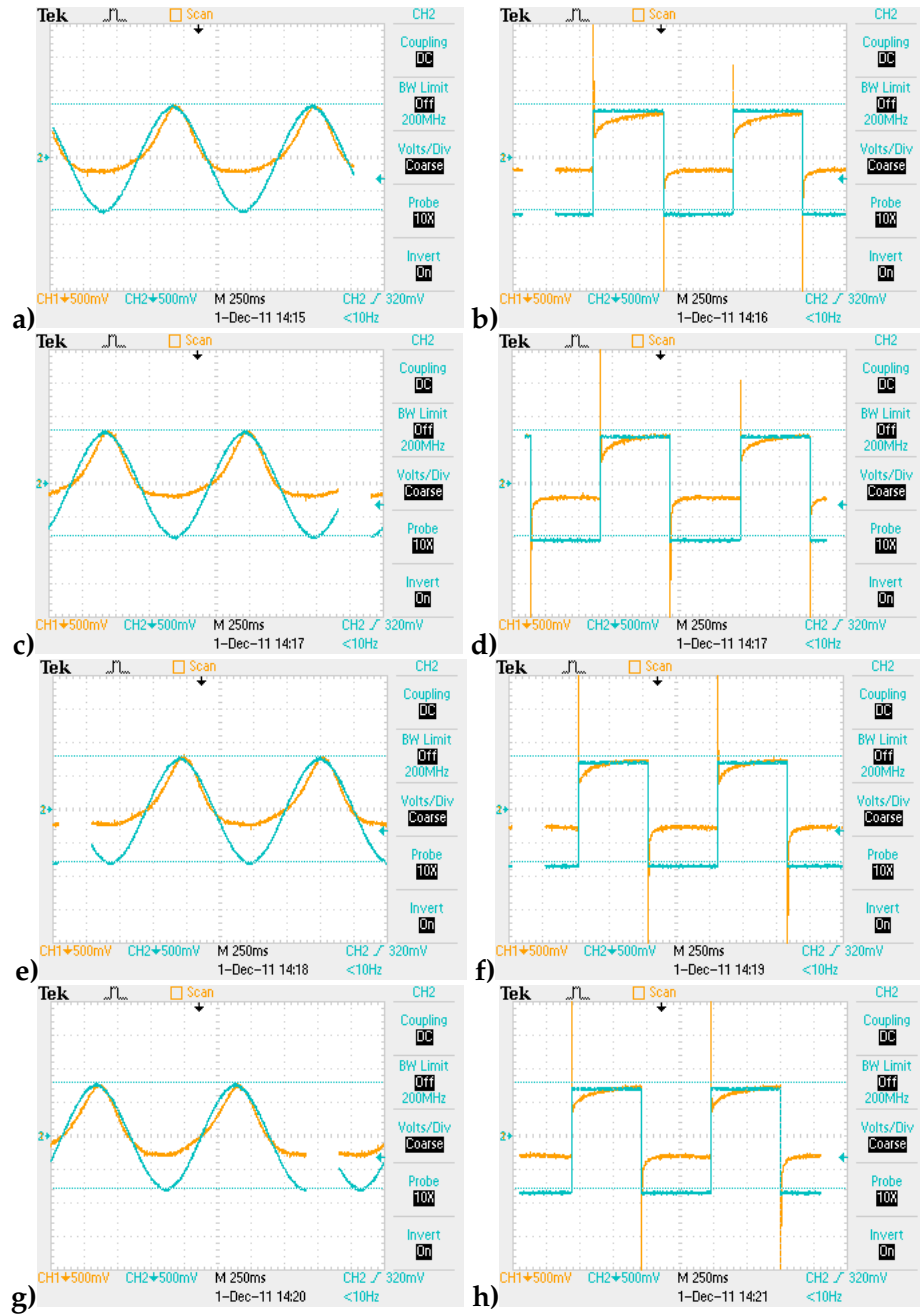 Tek Scan CH2
Coupling
DC
BW Limit
Off
200MHz
Volts/Div
Coarse
Probe
10X
Invert
On
2
CH1 500mV CH2 500mV M 250ms CH2 320mV
1-Dec-11 14:15 <10Hz
a)
Tek Scan CH2
Coupling
DC
BW Limit
Off
200MHz
Volts/Div
Coarse
Probe
10X
Invert
On
2
CH1 500mV CH2 500mV M 250ms CH2 320mV
1-Dec-11 14:16 <10Hz
b)
Tek Scan CH2
Coupling
DC
BW Limit
Off
200MHz
Volts/Div
Coarse
Probe
10X
Invert
On
2
CH1 500mV CH2 500mV M 250ms CH2 320mV
1-Dec-11 14:17 <10Hz
c)
Tek Scan CH2
Coupling
DC
BW Limit
Off
200MHz
Volts/Div
Coarse
Probe
10X
Invert
On
2
CH1 500mV CH2 500mV M 250ms CH2 320mV
1-Dec-11 14:17 <10Hz
d)
Tek Scan CH2
Coupling
DC
BW Limit
Off
200MHz
Volts/Div
Coarse
Probe
10X
Invert
On
2
CH1 500mV CH2 500mV M 250ms CH2 320mV
1-Dec-11 14:18 <10Hz
e)
Tek Scan CH2
Coupling
DC
BW Limit
Off
200MHz
Volts/Div
Coarse
Probe
10X
Invert
On
2
CH1 500mV CH2 500mV M 250ms CH2 320mV
1-Dec-11 14:19 <10Hz
f)
Tek Scan CH2
Coupling
DC
BW Limit
Off
200MHz
Volts/Div
Coarse
Probe
10X
Invert
On
2
CH1 500mV CH2 500mV M 250ms CH2 320mV
1-Dec-11 14:20 <10Hz
g)
Tek Scan CH2
Coupling
DC
BW Limit
Off
200MHz
Volts/Div
Coarse
Probe
10X
Invert
On
2
CH1 500mV CH2 500mV M 250ms CH2 320mV
1-Dec-11 14:21 <10Hz
h)